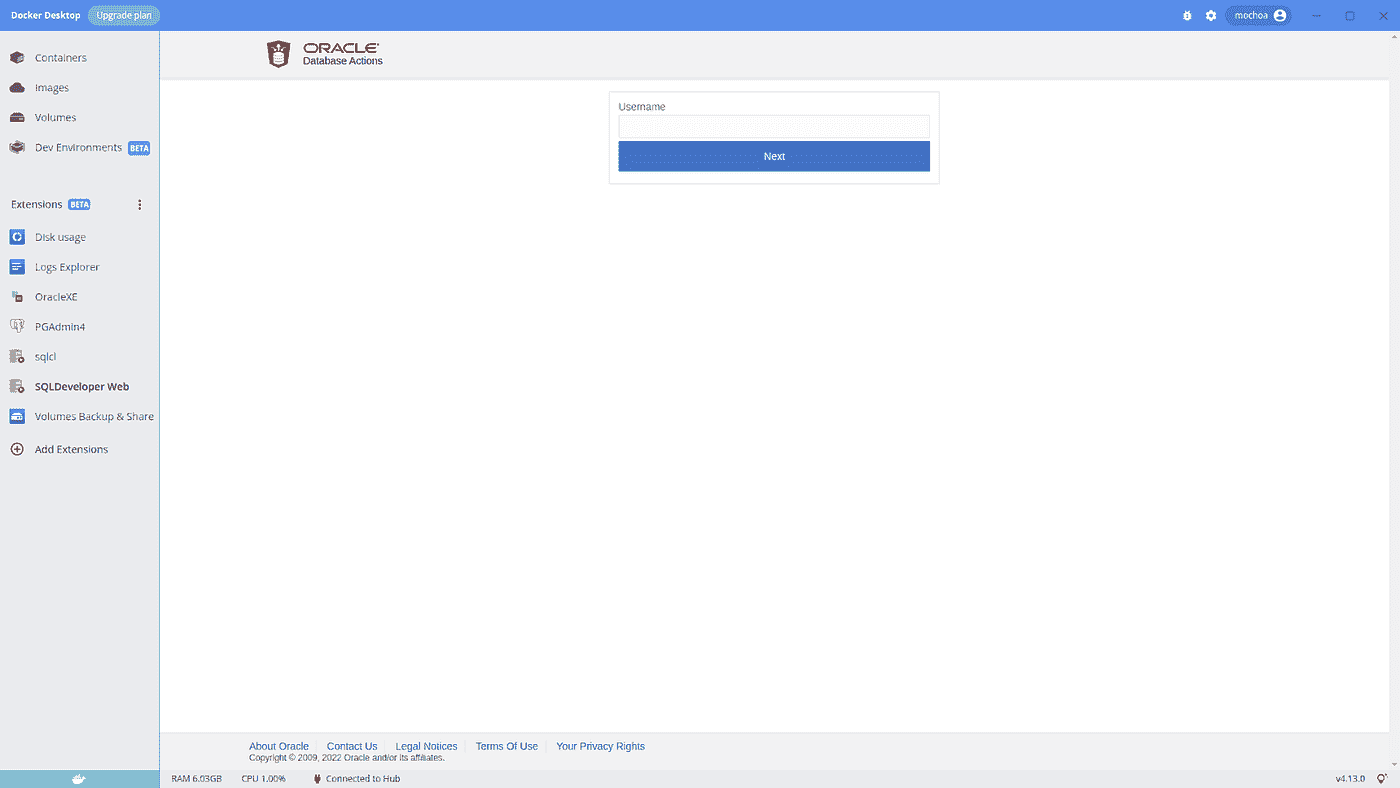 Docker Desktop Upgrade plan mochoa
Containers
Images
Volumes
Dev Environments BETA
Extensions BETA
Disk usage
Logs Explorer
OracleXE
PGAdmin4
sqlcl
SQLDeveloper Web
Volumes Backup & Share
Add Extensions
ORACLE®
Database Actions
Username
Next
About Oracle Contact Us Legal Notices Terms Of Use Your Privacy Rights
Copyright © 2009, 2022 Oracle and/or its affiliates.
RAM 6.03GB CPU 1.00% Connected to Hub v4.13.0